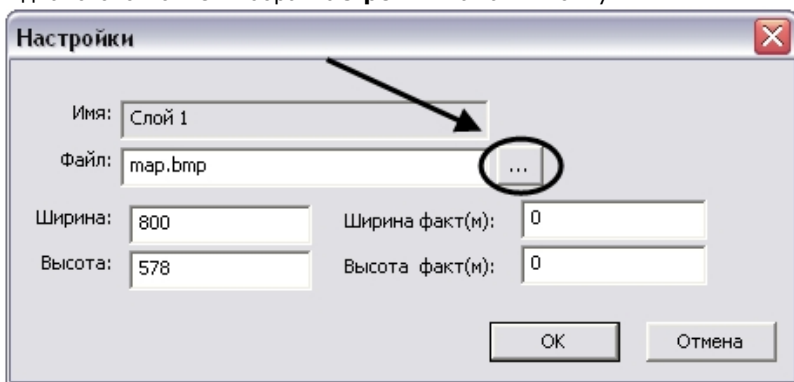 Настройки
Имя: Слой 1
Файл: map.bmp ...
Ширина: 800 Ширина факт(м): 0
Высота: 578 Высота факт(м): 0
OK Отмена